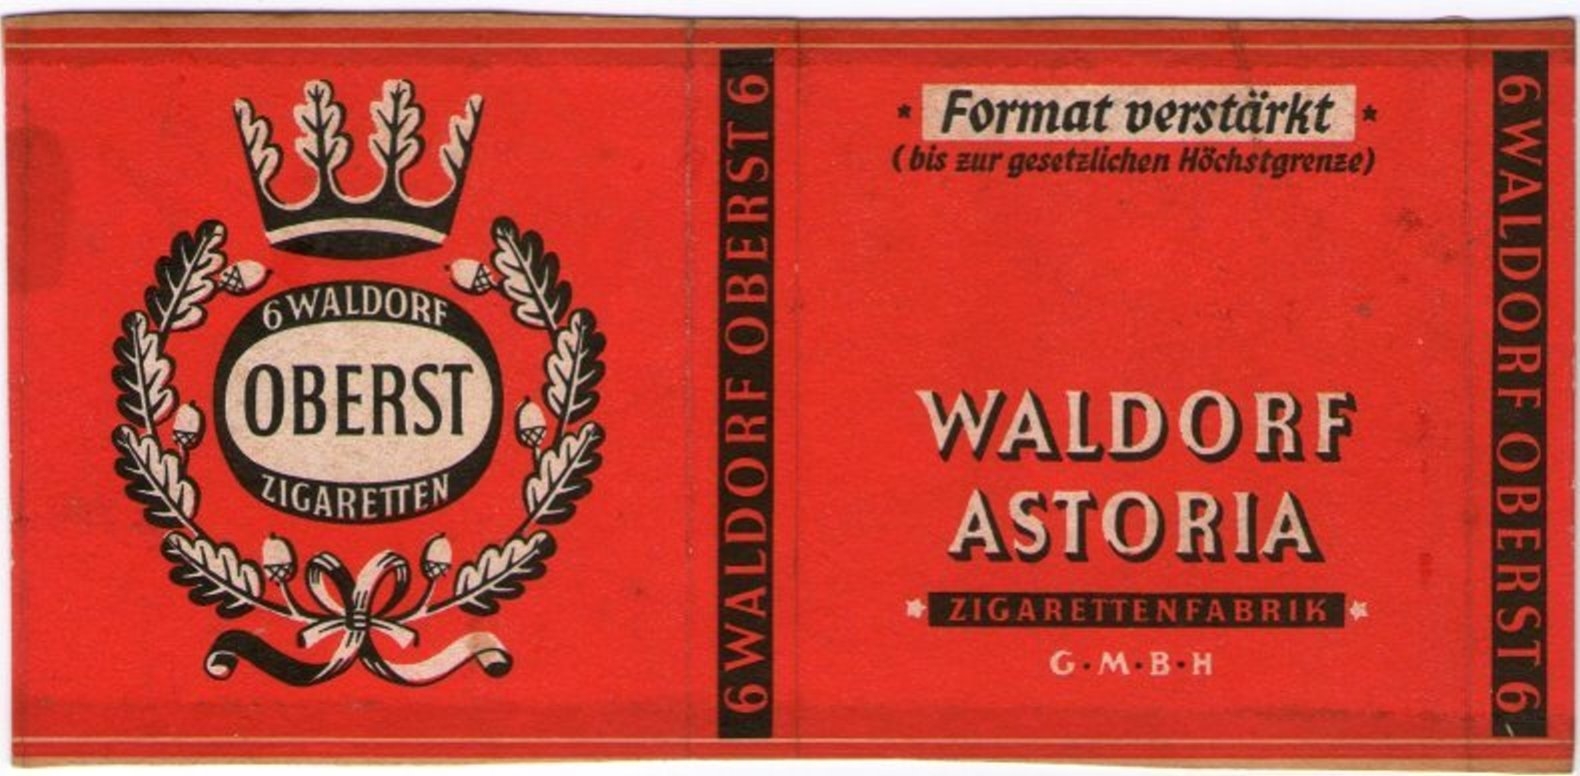 6 WALDORF
OBERST
ZIGARETTEN
6 WALDORF OBERST 6
* Format verstärkt *
(bis zur gesetzlichen Höchstgrenze)
WALDORF
ASTORIA
ZIGARETTENFABRIK
G·M·B·H
6 WALDORF OBERST 6